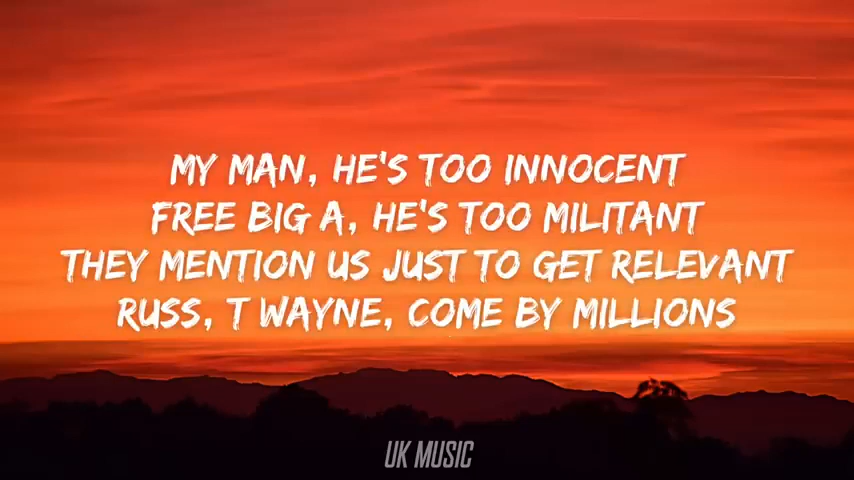 MY MAN, HE'S TOO INNOCENT
FREE BIG A, HE'S TOO MILITANT
THEY MENTION US JUST TO GET RELEVANT
RUSS, T WAYNE, COME BY MILLIONS
UK MUSIC